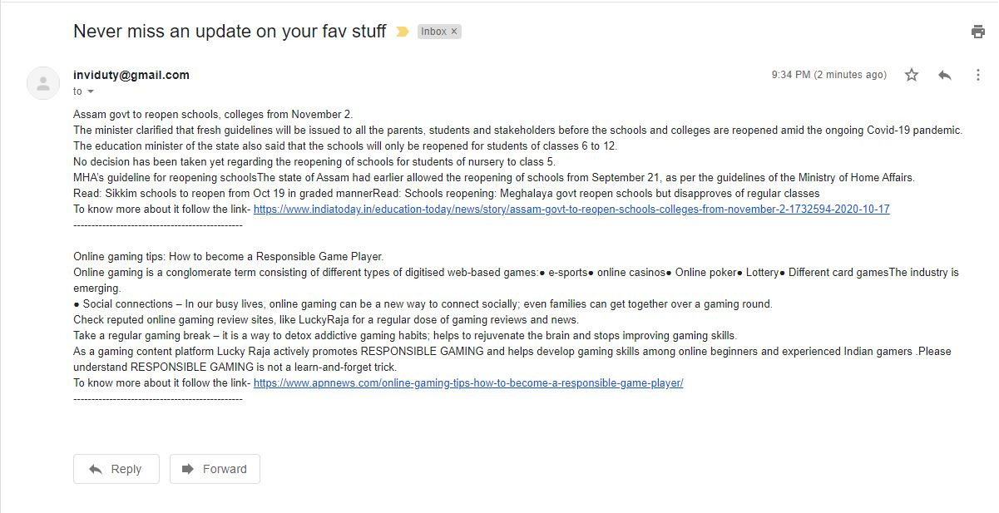 Never miss an update on your fav stuff Inbox ×
inviduty@gmail.com 9:34 PM (2 minutes ago)
to
Assam govt to reopen schools, colleges from November 2.
The minister clarified that fresh guidelines will be issued to all the parents, students and stakeholders before the schools and colleges are reopened amid the ongoing Covid-19 pandemic.
The education minister of the state also said that the schools will only be reopened for students of classes 6 to 12.
No decision has been taken yet regarding the reopening of schools for students of nursery to class 5.
MHA's guideline for reopening schoolsThe state of Assam had earlier allowed the reopening of schools from September 21, as per the guidelines of the Ministry of Home Affairs.
Read: Sikkim schools to reopen from Oct 19 in graded mannerRead: Schools reopening: Meghalaya govt reopen schools but disapproves of regular classes
To know more about it follow the link- https://www.indiatoday.in/education-today/news/story/assam-govt-to-reopen-schools-colleges-from-november-2-1732594-2020-10-17
-----------------------------------------------
Online gaming tips: How to become a Responsible Game Player.
Online gaming is a conglomerate term consisting of different types of digitised web-based games:● e-sports● online casinos● Online poker● Lottery● Different card gamesThe industry is
emerging.
● Social connections – In our busy lives, online gaming can be a new way to connect socially; even families can get together over a gaming round.
Check reputed online gaming review sites, like LuckyRaja for a regular dose of gaming reviews and news.
Take a regular gaming break – it is a way to detox addictive gaming habits; helps to rejuvenate the brain and stops improving gaming skills.
As a gaming content platform Lucky Raja actively promotes RESPONSIBLE GAMING and helps develop gaming skills among online beginners and experienced Indian gamers .Please
understand RESPONSIBLE GAMING is not a learn-and-forget trick.
To know more about it follow the link- https://www.apnnews.com/online-gaming-tips-how-to-become-a-responsible-game-player/
-----------------------------------------------
Reply Forward